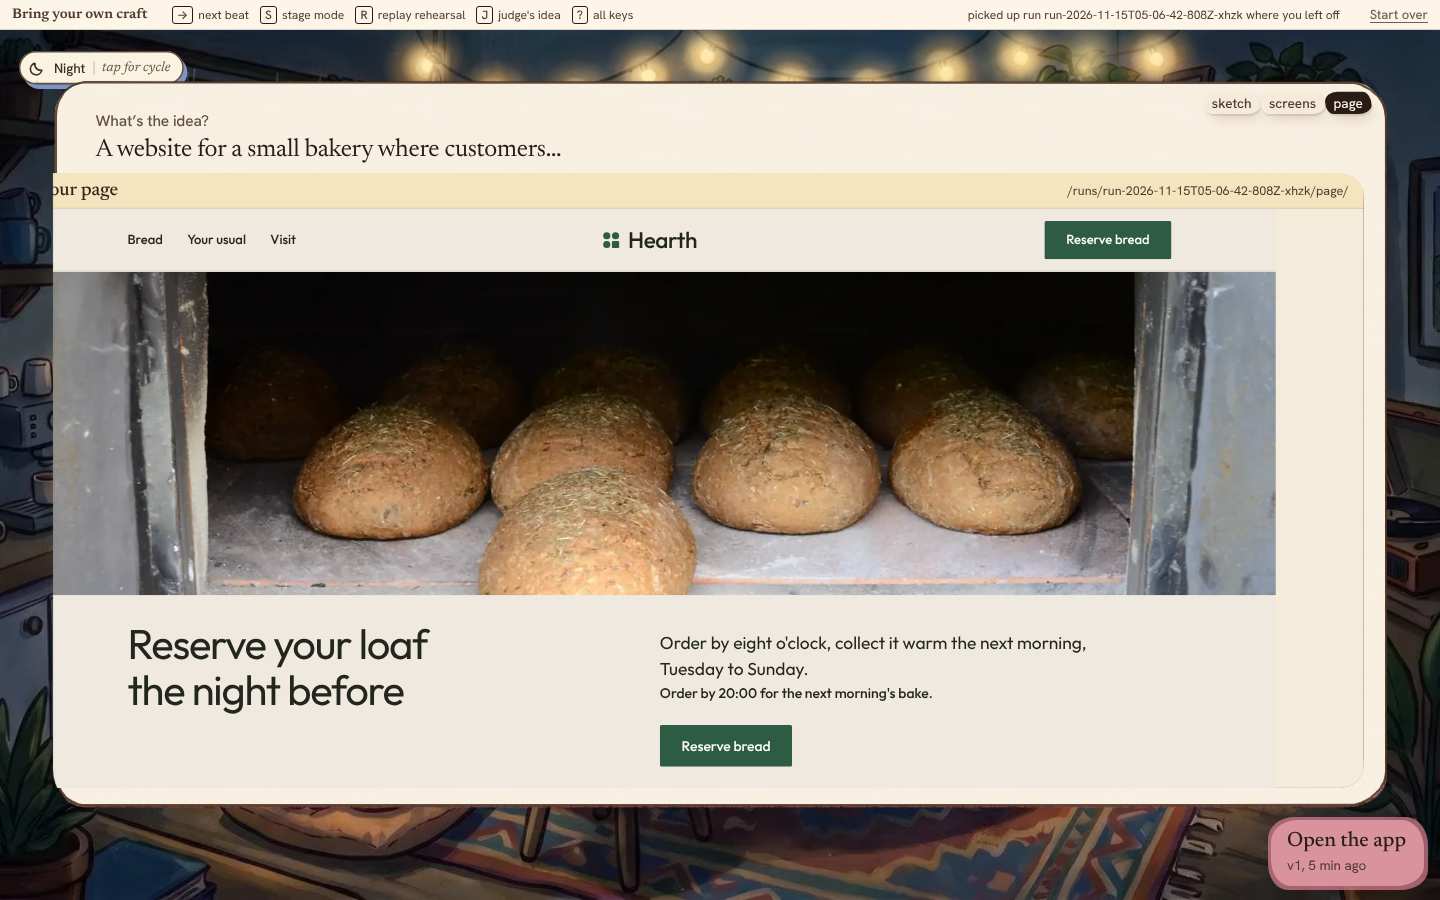 Bring your own craft → next beat S stage mode R replay rehearsal J judge's idea ? all keys picked up run run-2026-11-15T05-06-42-808Z-xhzk where you left off Start over
Night | tap for cycle
sketch screens page
What's the idea?
A website for a small bakery where customers...
our page /runs/run-2026-11-15T05-06-42-808Z-xhzk/page/
Bread Your usual Visit Hearth Reserve bread
Reserve your loaf
the night before
Order by eight o'clock, collect it warm the next morning,
Tuesday to Sunday.
Order by 20:00 for the next morning's bake.
Reserve bread
Open the app
v1, 5 min ago